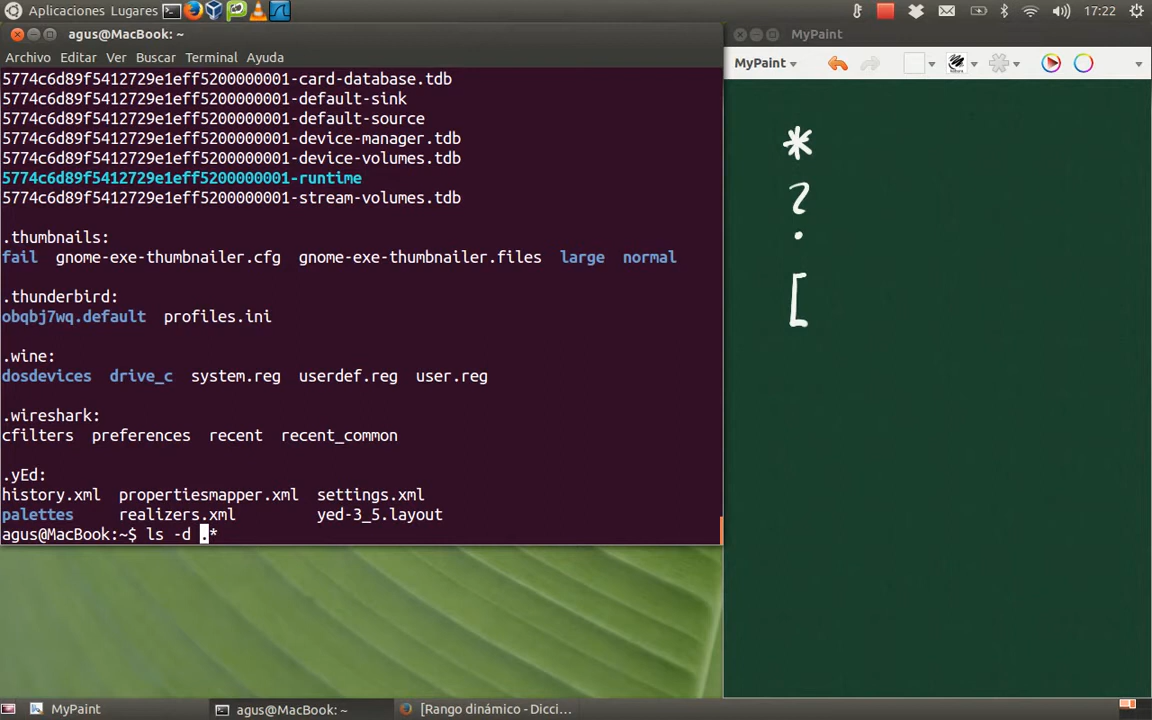 Aplicaciones Lugares 17:22
agus@MacBook: ~
Archivo Editar Ver Buscar Terminal Ayuda
5774c6d89f5412729e1eff5200000001-card-database.tdb
5774c6d89f5412729e1eff5200000001-default-sink
5774c6d89f5412729e1eff5200000001-default-source
5774c6d89f5412729e1eff5200000001-device-manager.tdb
5774c6d89f5412729e1eff5200000001-device-volumes.tdb
5774c6d89f5412729e1eff5200000001-runtime
5774c6d89f5412729e1eff5200000001-stream-volumes.tdb
.thumbnails:
fail gnome-exe-thumbnailer.cfg gnome-exe-thumbnailer.files large normal
.thunderbird:
obqbj7wq.default profiles.ini
.wine:
dosdevices drive_c system.reg userdef.reg user.reg
.wireshark:
cfilters preferences recent recent_common
.yEd:
history.xml propertiesmapper.xml settings.xml
palettes realizers.xml yed-3_5.layout
agus@MacBook:~$ ls -d .*
MyPaint
MyPaint
*
?
[
MyPaint agus@MacBook: ~ [Rango dinámico - Dicci...